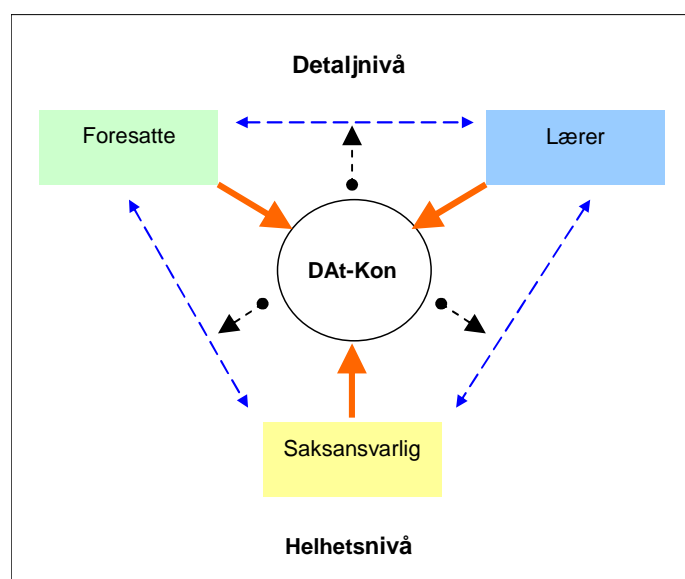 Detaljnivå
Foresatte
Lærer
DAt-Kon
Saksansvarlig
Helhetsnivå